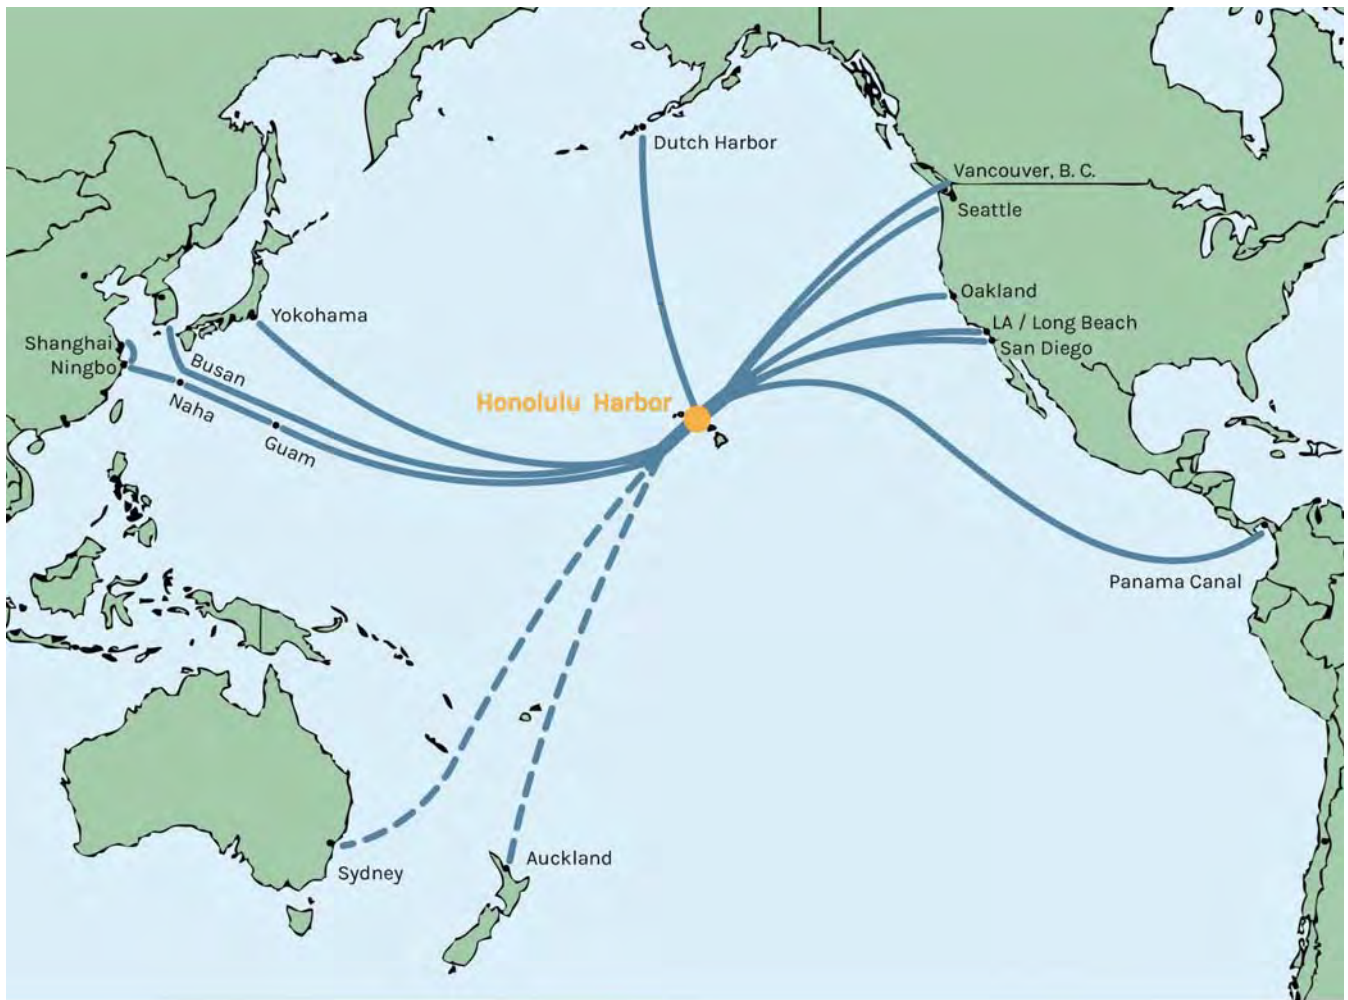 Dutch Harbor
Vancouver, B. C.
Seattle
Oakland
Yokohama
LA / Long Beach
San Diego
Shanghai
Ningbo
Busan
Naha
Guam
Honolulu Harbor
Panama Canal
Auckland
Sydney